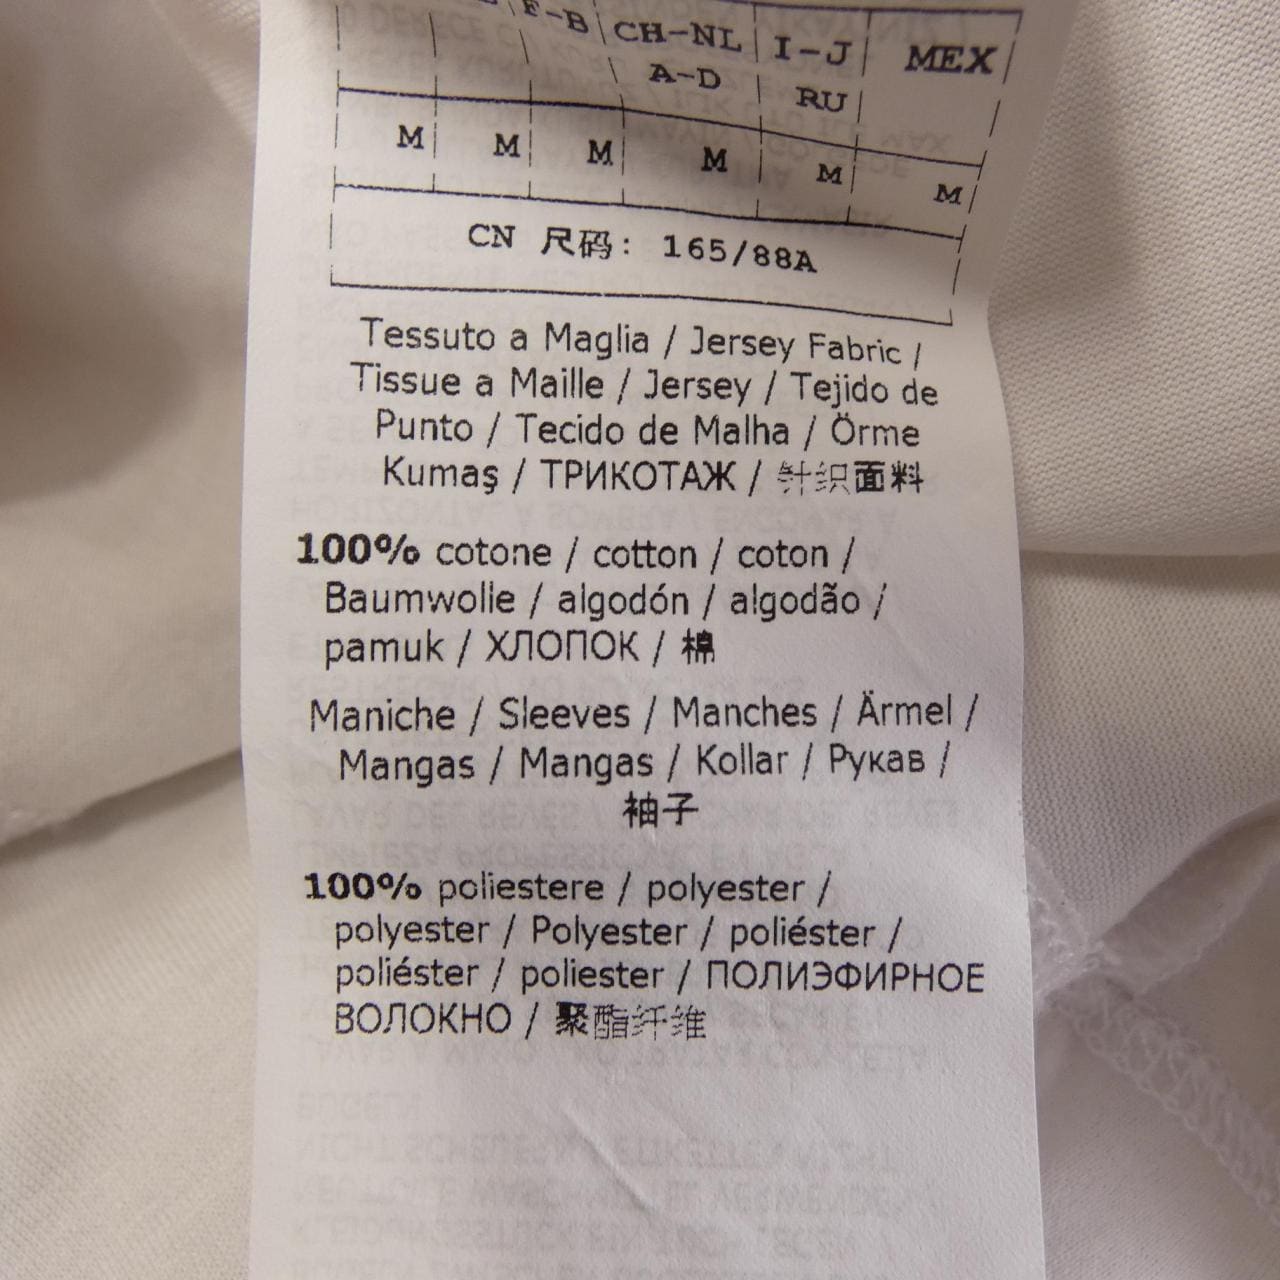 F-B CH-NL I-J MEX
A-D RU
M M M M M M
CN 尺码: 165/88A
Tessuto a Maglia / Jersey Fabric /
Tissue a Maille / Jersey / Tejido de
Punto / Tecido de Malha / Örme
Kumaş / ТРИКОТАЖ / 针织面料
100% cotone / cotton / coton /
Baumwolle / algodón / algodão /
pamuk / ХЛОПОК / 棉
Maniche / Sleeves / Manches / Ärmel /
Mangas / Mangas / Kollar / Рукав /
袖子
100% poliestere / polyester /
polyester / Polyester / poliéster /
poliéster / poliester / ПОЛИЭФИРНОЕ
ВОЛОКНО / 聚酯纤维